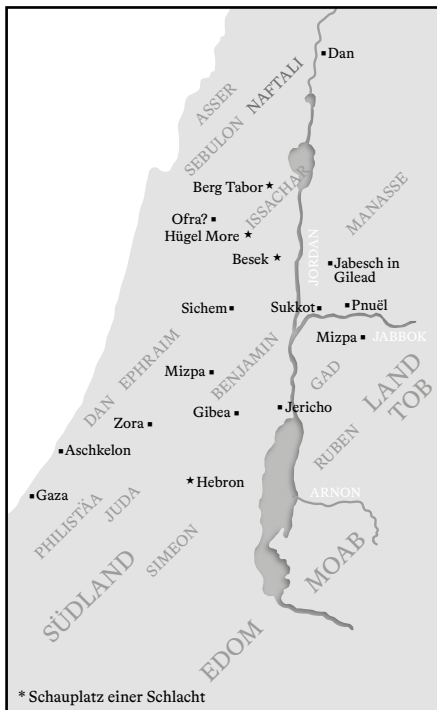 Dan
ASSER
NAFTALI
SEBULON
Berg Tabor
ISSACHAR
MANASSE
Ofra?
Hügel More
Besek
JORDAN
Jabesch in
Gilead
Sichem
Sukkot
Pnuël
Mizpa
JABBOK
EPHRAIM
DAN
Mizpa
BENJAMIN
GAD
LAND
TOB
Zora
Gibea
Jericho
Aschkelon
RUBEN
Gaza
Hebron
ARNON
PHILISTÄA
JUDA
SIMEON
SÜDLAND
MOAB
EDOM
* Schauplatz einer Schlacht